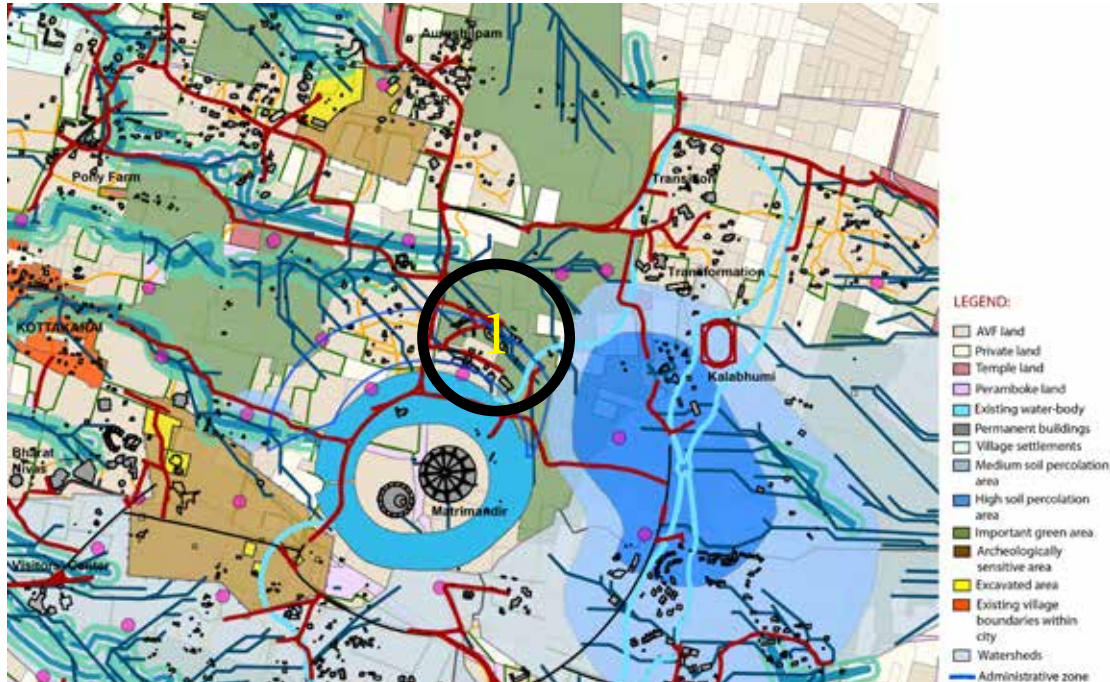 Auroshilpam
Pony Farm
Transition
Transformation
1
KOTTAKARAI
Kalabhumi
Bharat
Nivas
Matrimandir
Visitors' Center
LEGEND:
AVF land
Private land
Temple land
Peramboke land
Existing water-body
Permanent buildings
Village settlements
Medium soil percolation
area
High soil percolation
area
Important green area
Archeologically
sensitive area
Excavated area
Existing village
boundaries within
city
Watersheds
Administrative zone